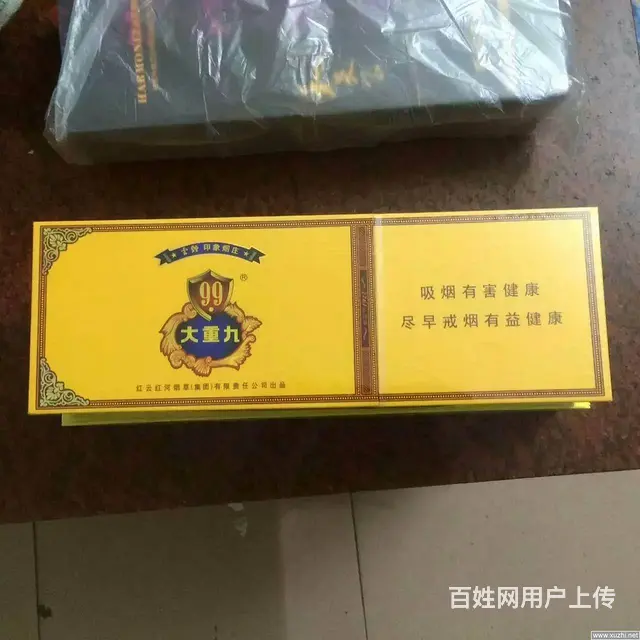 HARMONIZATION
云烟 印象烟庄
99
®
大重九
红云红河烟草(集团)有限责任公司出品
吸烟有害健康
尽早戒烟有益健康
百姓网用户上传
www.xuzhi.net